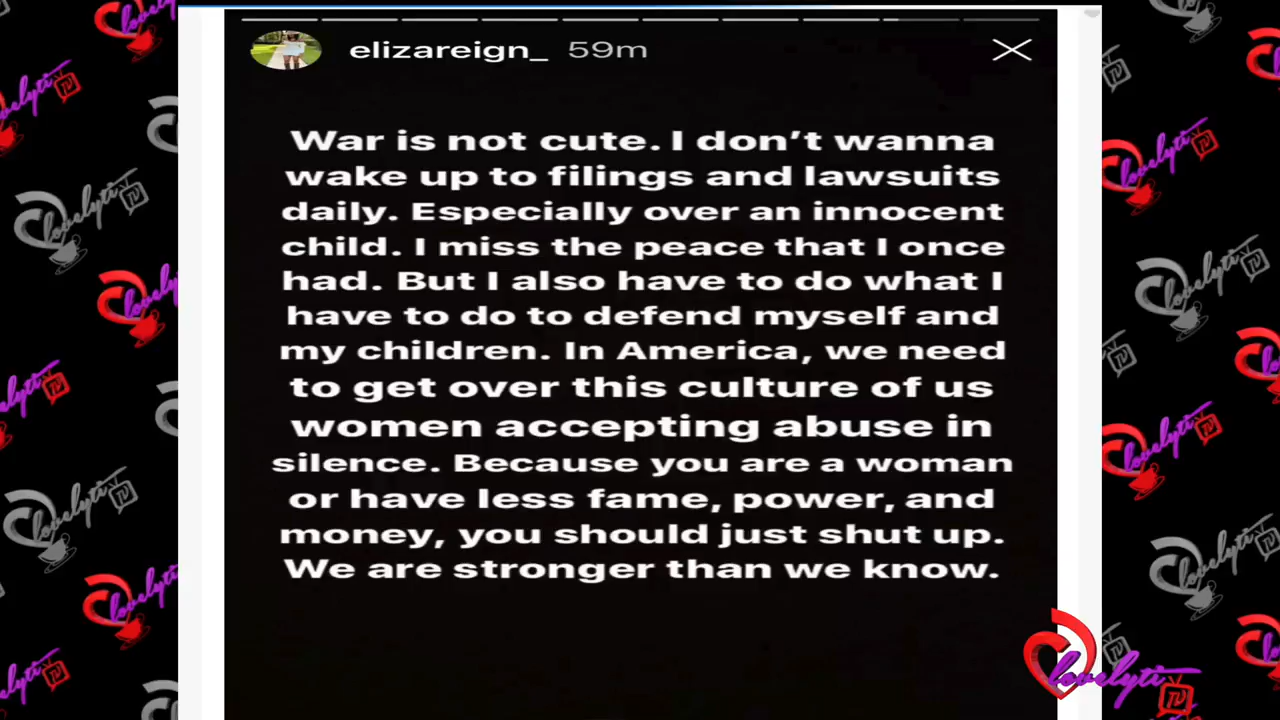 elizareign_ 59m
War is not cute. I don’t wanna
wake up to filings and lawsuits
daily. Especially over an innocent
child. I miss the peace that I once
had. But I also have to do what I
have to do to defend myself and
my children. In America, we need
to get over this culture of us
women accepting abuse in
silence. Because you are a woman
or have less fame, power, and
money, you should just shut up.
We are stronger than we know.
lovelyti
TV